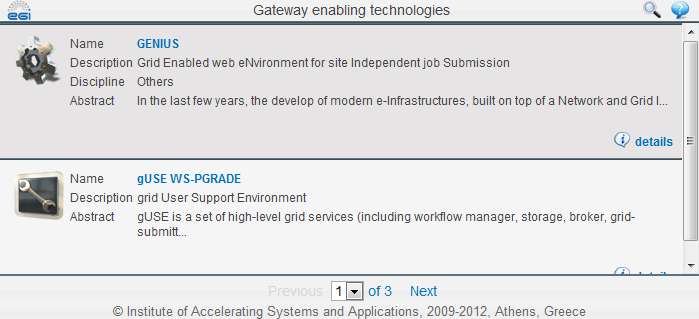 egi
Gateway enabling technologies
Name GENIUS
Description Grid Enabled web eNvironment for site Independent job Submission
Discipline Others
Abstract In the last few years, the develop of modern e-Infrastructures, built on top of a Network and Grid I...
details
Name gUSE WS-PGRADE
Description grid User Support Environment
Abstract gUSE is a set of high-level grid services (including workflow manager, storage, broker, grid-
submitt...
details
Previous 1 of 3 Next
© Institute of Accelerating Systems and Applications, 2009-2012, Athens, Greece